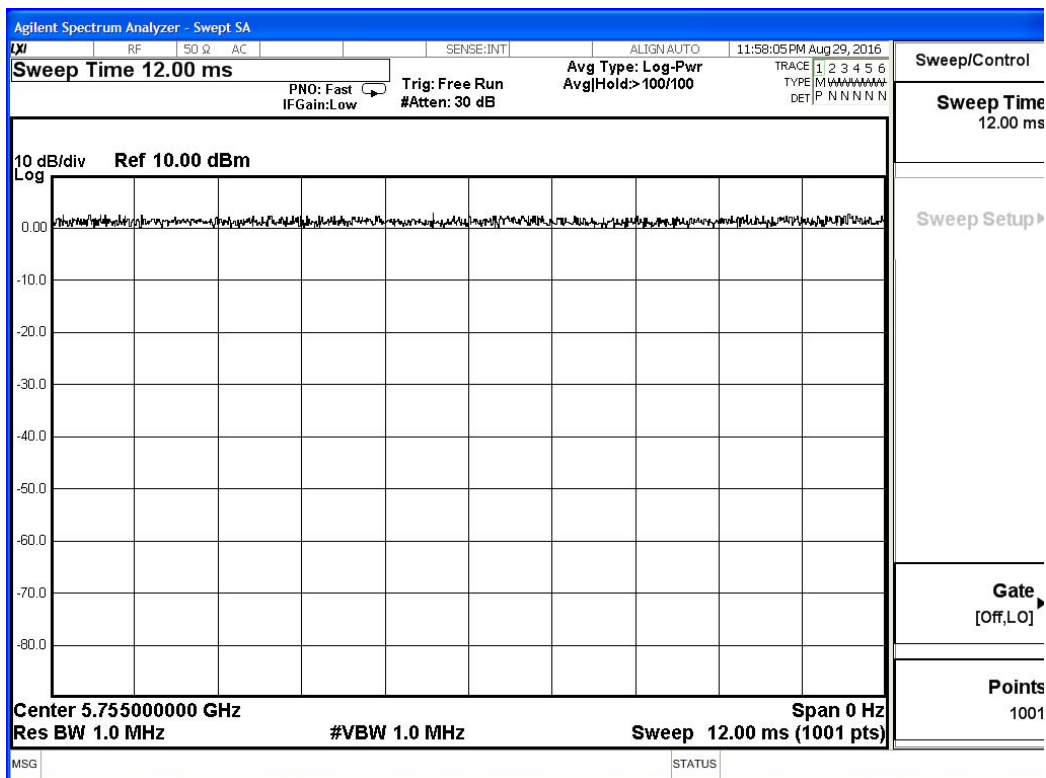 Agilent Spectrum Analyzer - Swept SA
LXI RF 50 Ω AC SENSE:INT ALIGN AUTO 11:58:05 PM Aug 29, 2016
Sweep Time 12.00 ms
PNO: Fast
IFGain:Low
Trig: Free Run
#Atten: 30 dB
Avg Type: Log-Pwr
Avg|Hold:>100/100
TRACE 1 2 3 4 5 6
TYPE M WWWWW
DET P N N N N N
10 dB/div Ref 10.00 dBm
Log
0.00
-10.0
-20.0
-30.0
-40.0
-50.0
-60.0
-70.0
-80.0
Center 5.755000000 GHz Span 0 Hz
Res BW 1.0 MHz #VBW 1.0 MHz Sweep 12.00 ms (1001 pts)
MSG STATUS
Sweep/Control
Sweep Time
12.00 ms
Sweep Setup
Gate
[Off,LO]
Points
1001